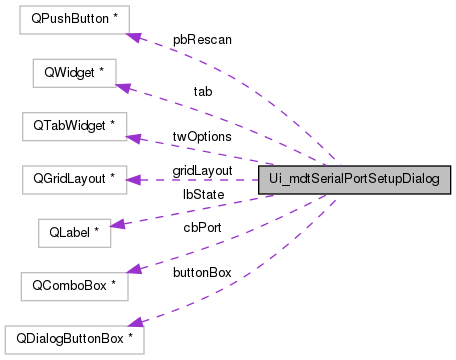 QPushButton *
pbRescan
QWidget *
tab
QTabWidget *
twOptions
QGridLayout *
gridLayout
Ui_mdtSerialPortSetupDialog
lbState
QLabel *
cbPort
QComboBox *
buttonBox
QDialogButtonBox *